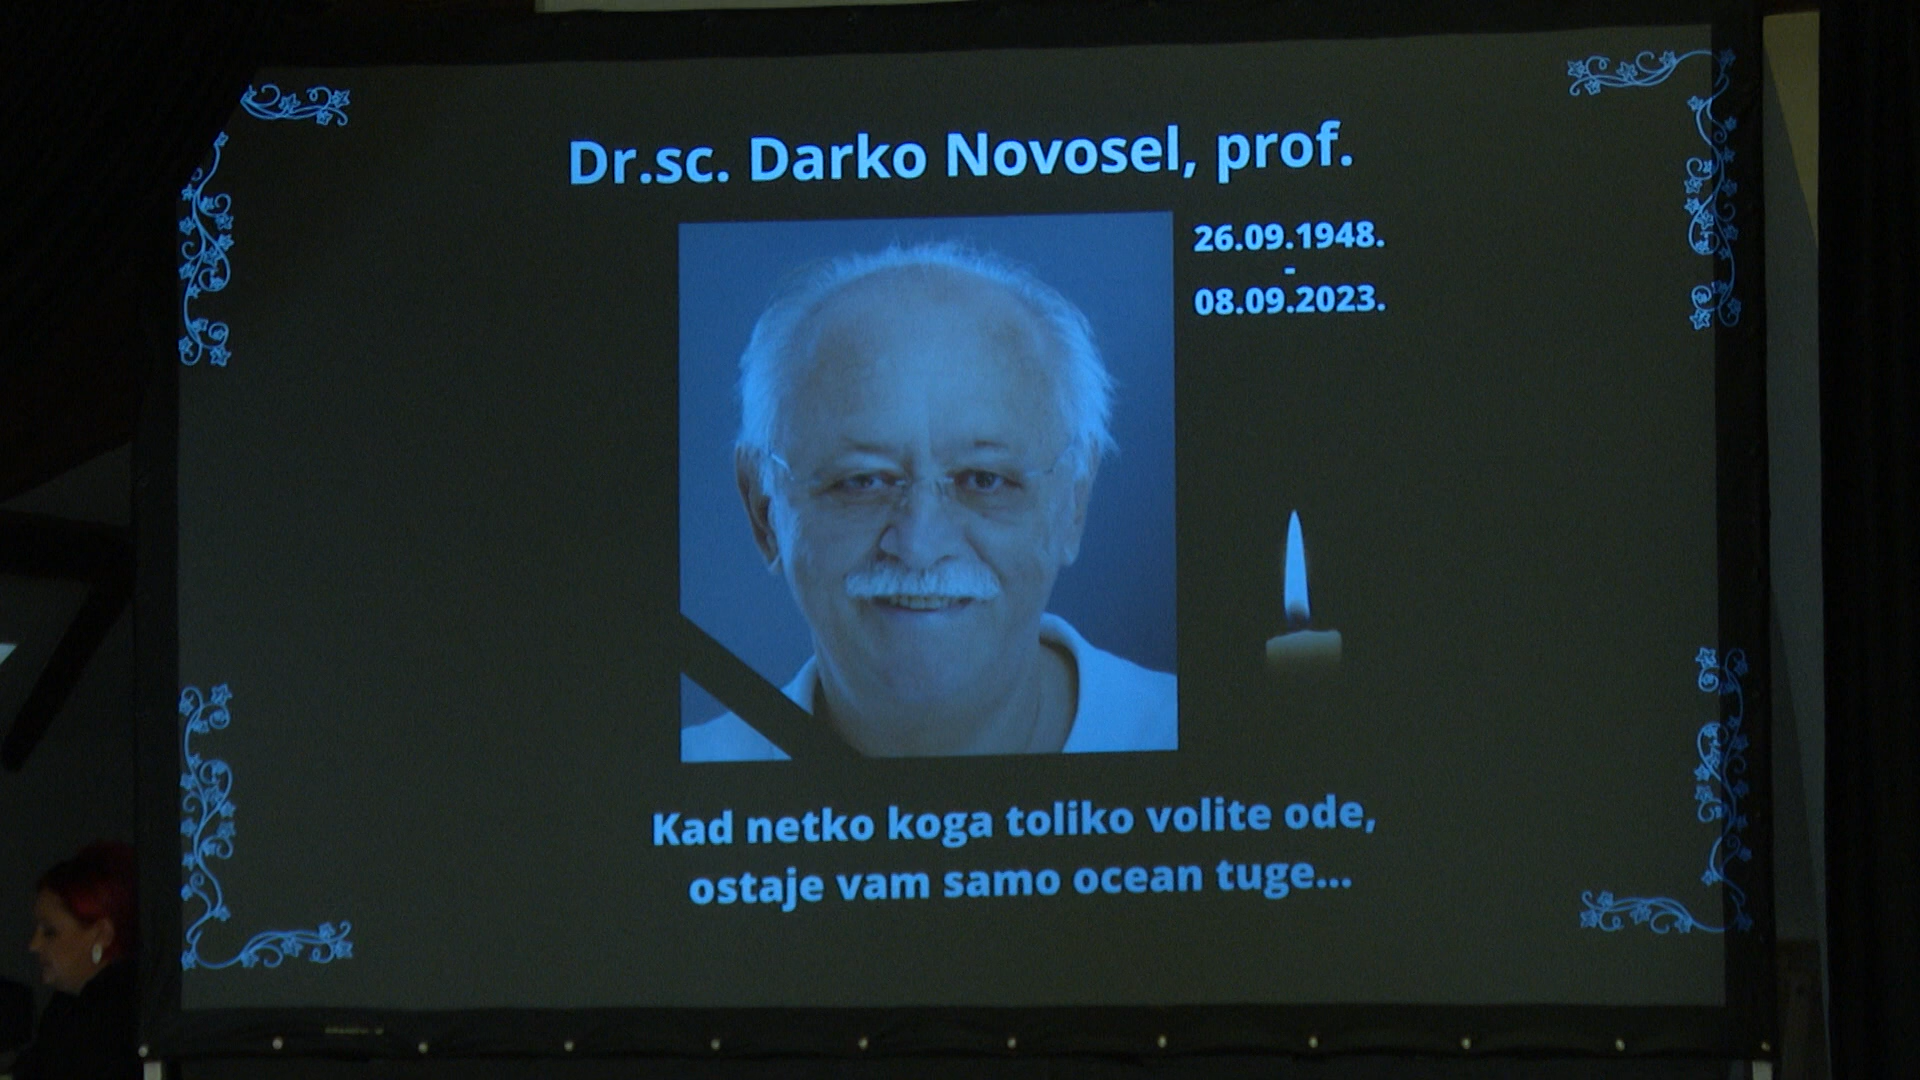 Dr.sc. Darko Novosel, prof.
26.09.1948.
-
08.09.2023.
Kad netko koga toliko volite ode,
ostaje vam samo ocean tuge...